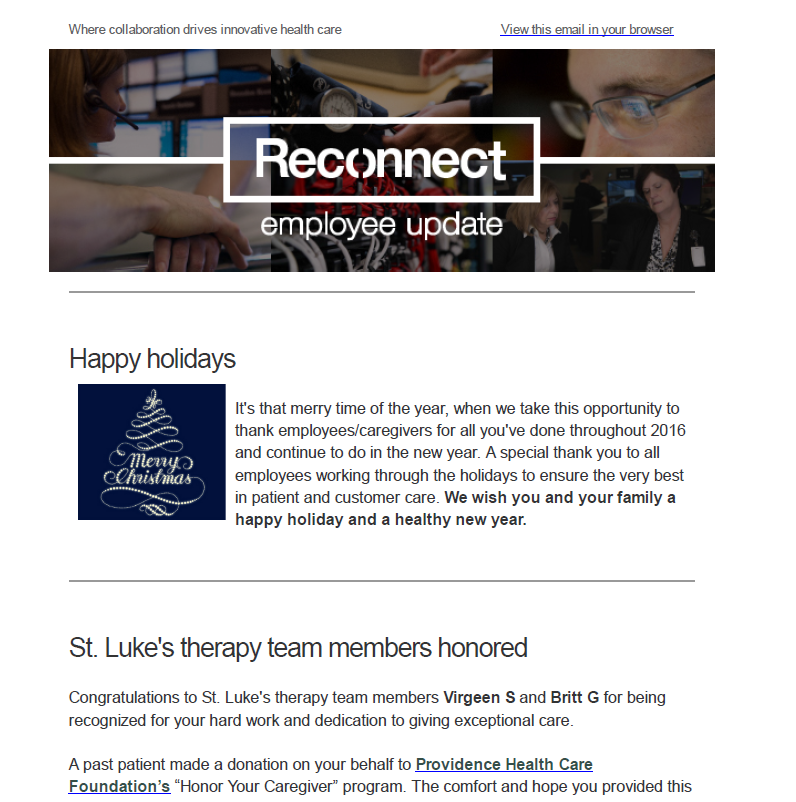 Where collaboration drives innovative health care
View this email in your browser
Reconnect
employee update
Happy holidays
Merry
Christmas
It's that merry time of the year, when we take this opportunity to
thank employees/caregivers for all you've done throughout 2016
and continue to do in the new year. A special thank you to all
employees working through the holidays to ensure the very best
in patient and customer care. We wish you and your family a
happy holiday and a healthy new year.
St. Luke's therapy team members honored
Congratulations to St. Luke's therapy team members Virgeen S and Britt G for being
recognized for your hard work and dedication to giving exceptional care.
A past patient made a donation on your behalf to Providence Health Care
Foundation’s “Honor Your Caregiver” program. The comfort and hope you provided this